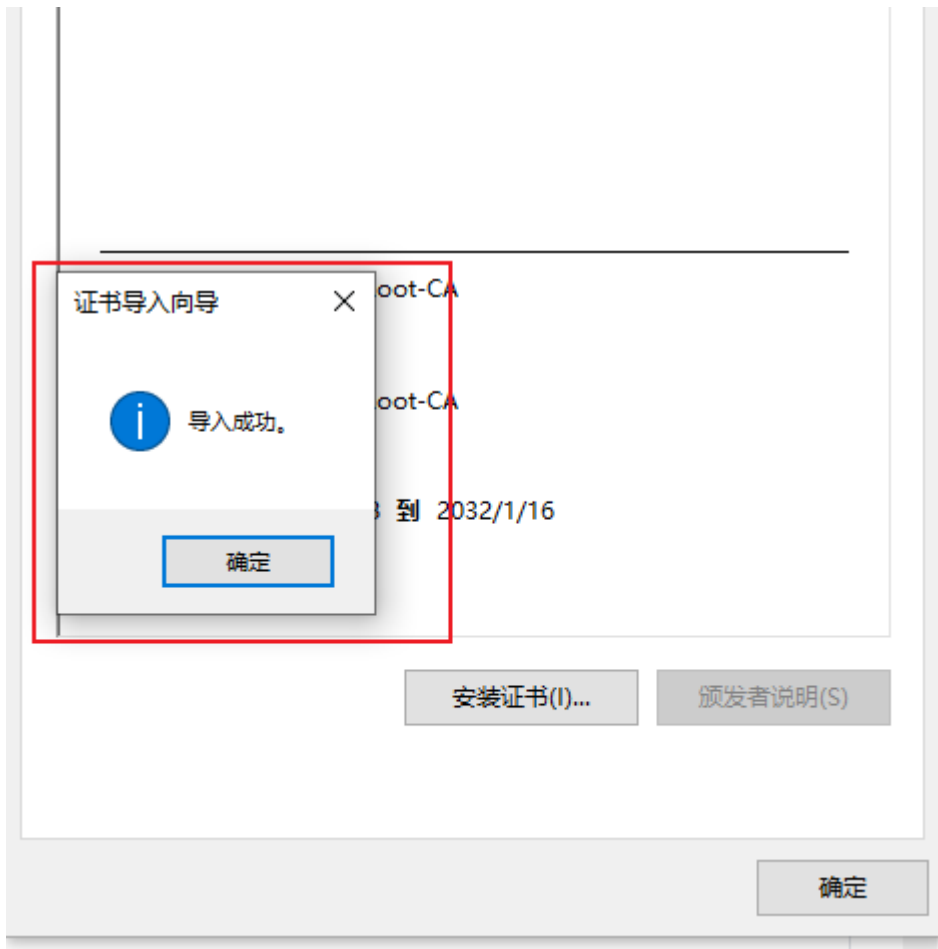 证书导入向导
oot-CA
导入成功。
oot-CA
到 2032/1/16
确定
安装证书(I)...
颁发者说明(S)
确定